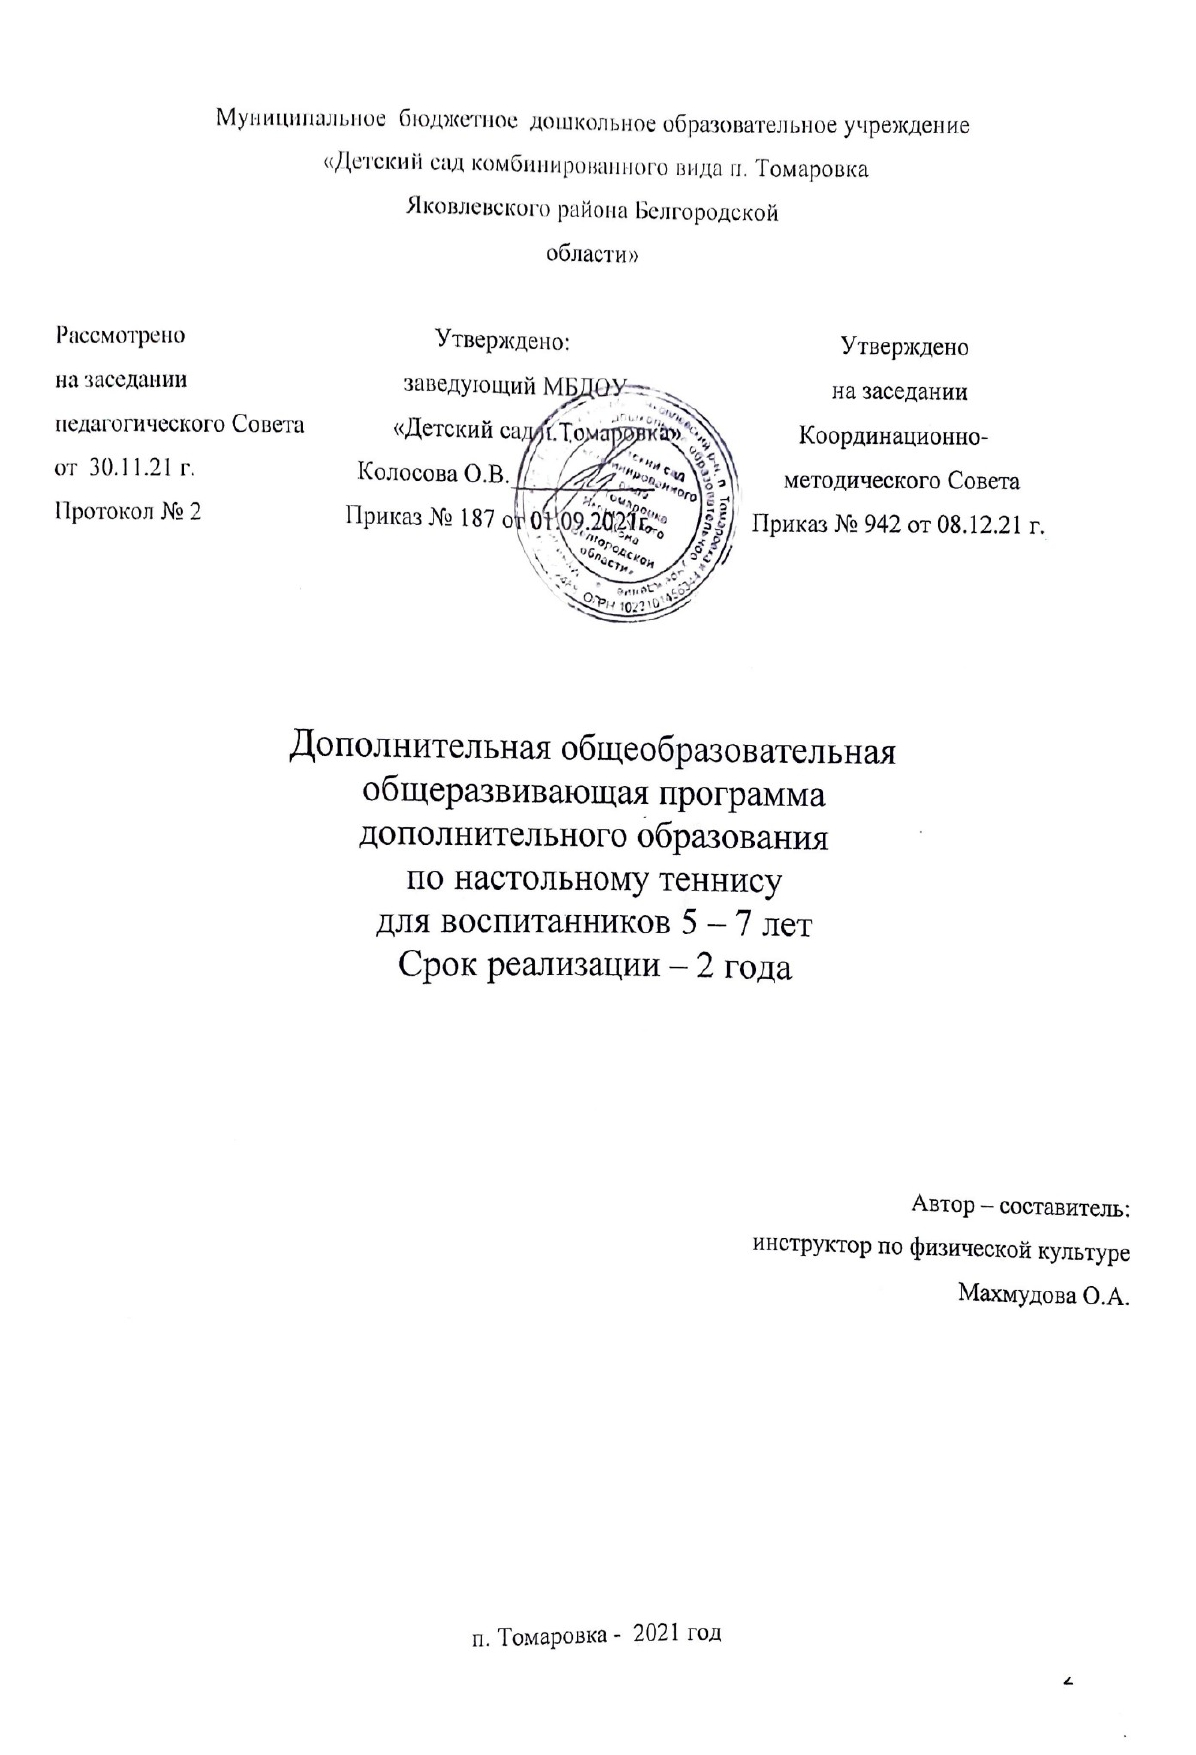 Муниципальное бюджетное дошкольное образовательное учреждение
«Детский сад комбинированного вида п. Томаровка
Яковлевского района Белгородской
области»
Рассмотрено
на заседании
педагогического Совета
от 30.11.21 г.
Протокол № 2
Утверждено:
заведующий МБДОУ
«Детский сад п.Томаровка»
Колосова О.В.
Приказ № 187 от 01.09.2021г.
Утверждено
на заседании
Координационно-
методического Совета
Приказ № 942 от 08.12.21 г.
Дополнительная общеобразовательная
общеразвивающая программа
дополнительного образования
по настольному теннису
для воспитанников 5 – 7 лет
Срок реализации – 2 года
Автор – составитель:
инструктор по физической культуре
Махмудова О.А.
п. Томаровка - 2021 год
2